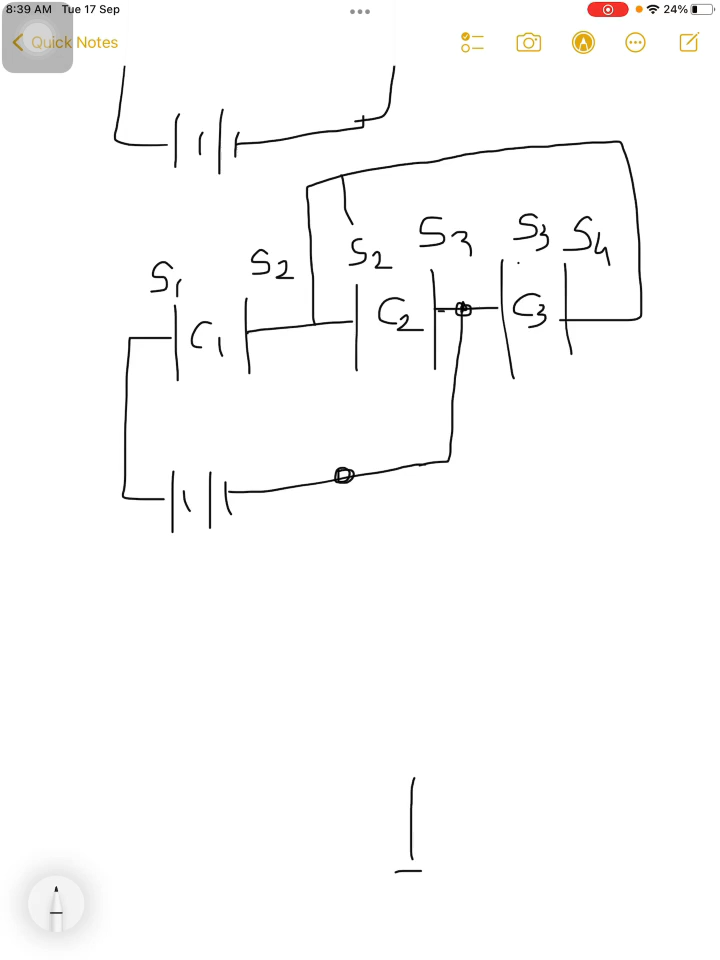 8:39 AM Tue 17 Sep
24%
Quick Notes
S1 S2 S2 S3 S3 S4
C1 C2 C3